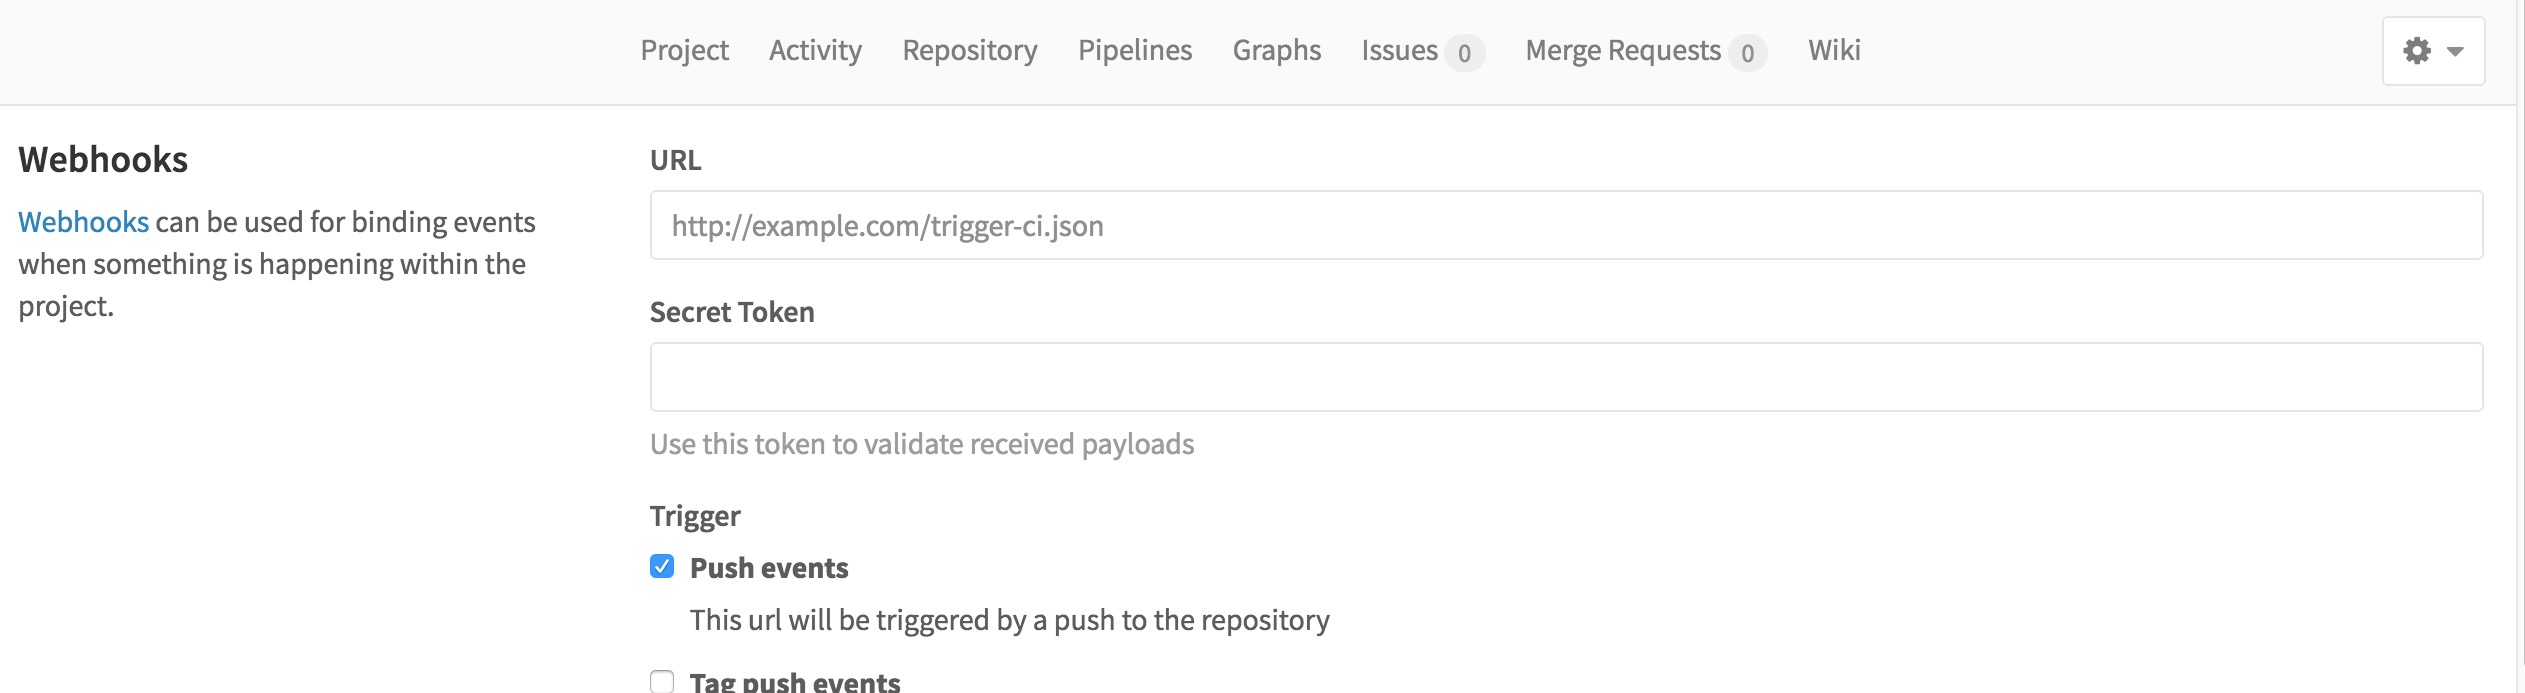 Project Activity Repository Pipelines Graphs Issues 0 Merge Requests 0 Wiki
Webhooks
Webhooks can be used for binding events
when something is happening within the
project.
URL
http://example.com/trigger-ci.json
Secret Token
Use this token to validate received payloads
Trigger
Push events
This url will be triggered by a push to the repository
Tag push events